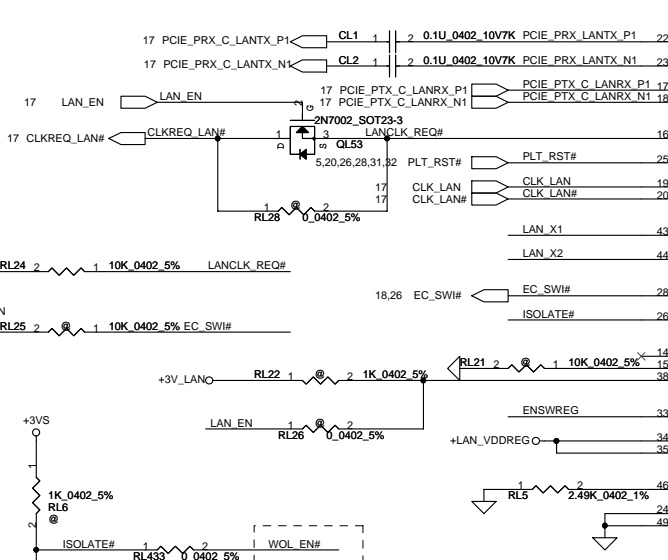 17 PCIE_PRX_C_LANTX_P1 CL1 1 2 0.1U_0402_10V7K PCIE_PRX_LANTX_P1 22
17 PCIE_PRX_C_LANTX_N1 CL2 1 2 0.1U_0402_10V7K PCIE_PRX_LANTX_N1 23
17 PCIE_PTX_C_LANRX_P1 PCIE_PTX_C_LANRX_P1 17
17 PCIE_PTX_C_LANRX_N1 PCIE_PTX_C_LANRX_N1 18
17 LAN_EN LAN_EN 2 G
2N7002_SOT23-3
17 CLKREQ_LAN# CLKREQ_LAN# 1 D S 3 LANCLK_REQ# 16
QL53
5,20,26,28,31,32 PLT_RST# PLT_RST# 25
17 CLK_LAN CLK_LAN 19
17 CLK_LAN# CLK_LAN# 20
1 @ 2
RL28 0_0402_5%
LAN_X1 43
LAN_X2 44
RL24 2 1 10K_0402_5% LANCLK_REQ#
18,26 EC_SWI# EC_SWI# 28
N
ISOLATE# 26
RL25 2 @ 1 10K_0402_5% EC_SWI#
14
RL21 2 @ 1 10K_0402_5% 15
+3V_LAN RL22 1 @ 2 1K_0402_5% 38
ENSWREG 33
+3VS
LAN_EN 1 @ 2
RL26 0_0402_5%
+LAN_VDDREG 34
35
1
1K_0402_5%
RL6
@
2
RL5 1 2 2.49K_0402_1% 46
24
49
ISOLATE# 1 2 WOL_EN#
RL433 0_0402_5%